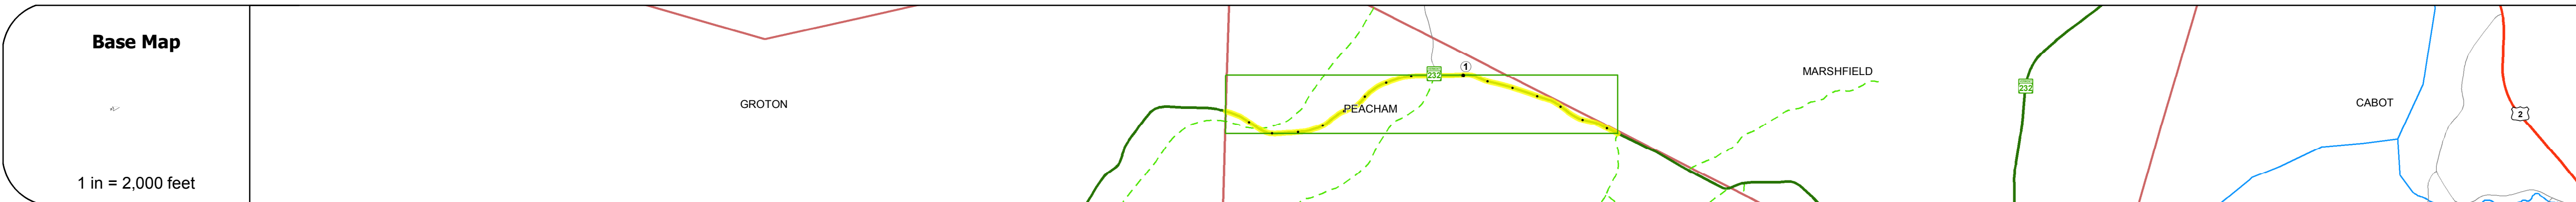 Base Map
1 in = 2,000 feet
GROTON
232
1
PEACHAM
MARSHFIELD
232
CABOT
2